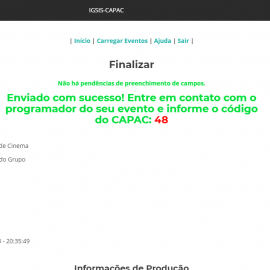 IGSIS-CAPAC
| Início | Carregar Eventos | Ajuda | Sair |
Finalizar
Não há pendências de preenchimento de campos.
Enviado com sucesso! Entre em contato com o
programador do seu evento e informe o código
do CAPAC: 48
de Cinema
do Grupo
- 20:35:49
Informações de Produção